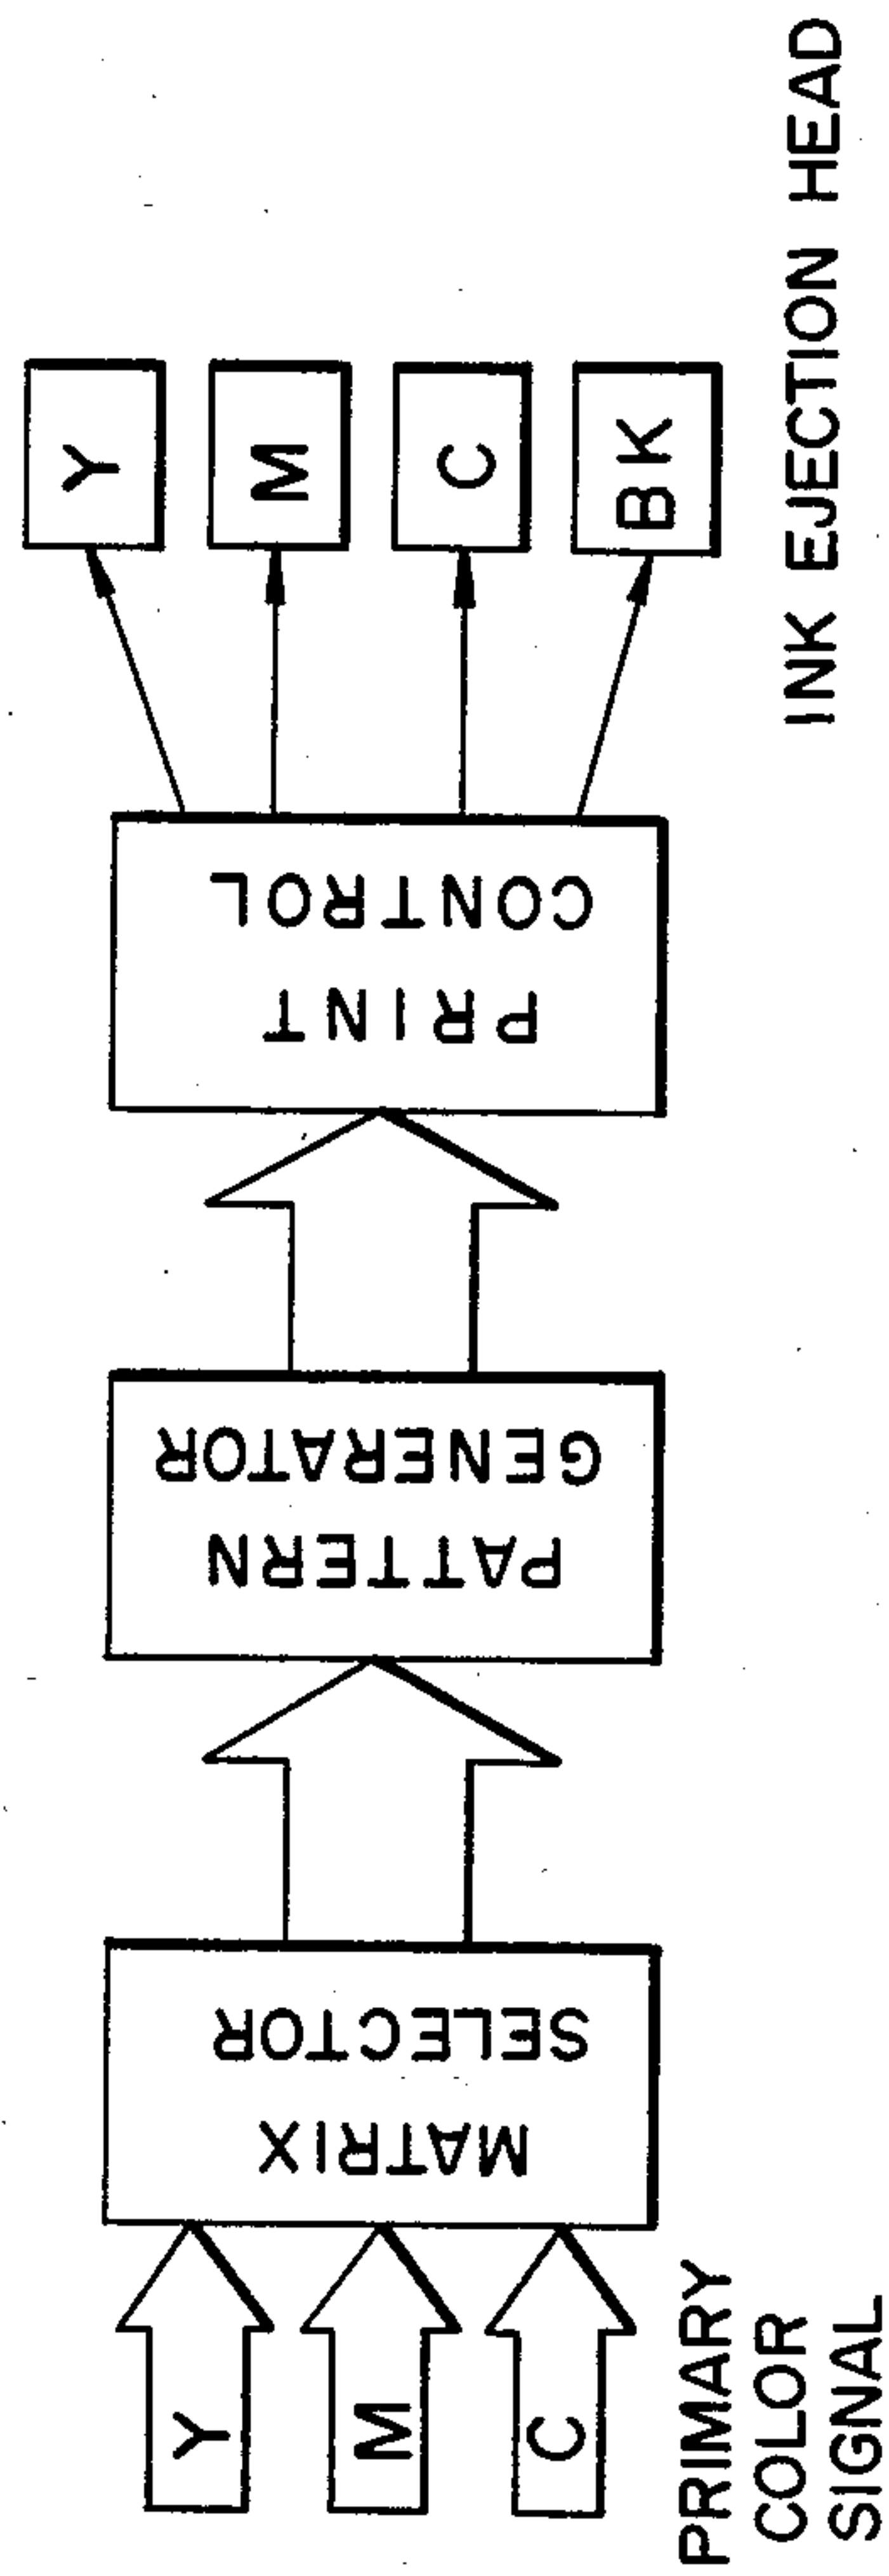 Y
M
C
PRIMARY
COLOR
SIGNAL
MATRIX
SELECTOR
PATTERN
GENERATOR
PRINT
CONTROL
Y
M
C
BK
INK EJECTION HEAD